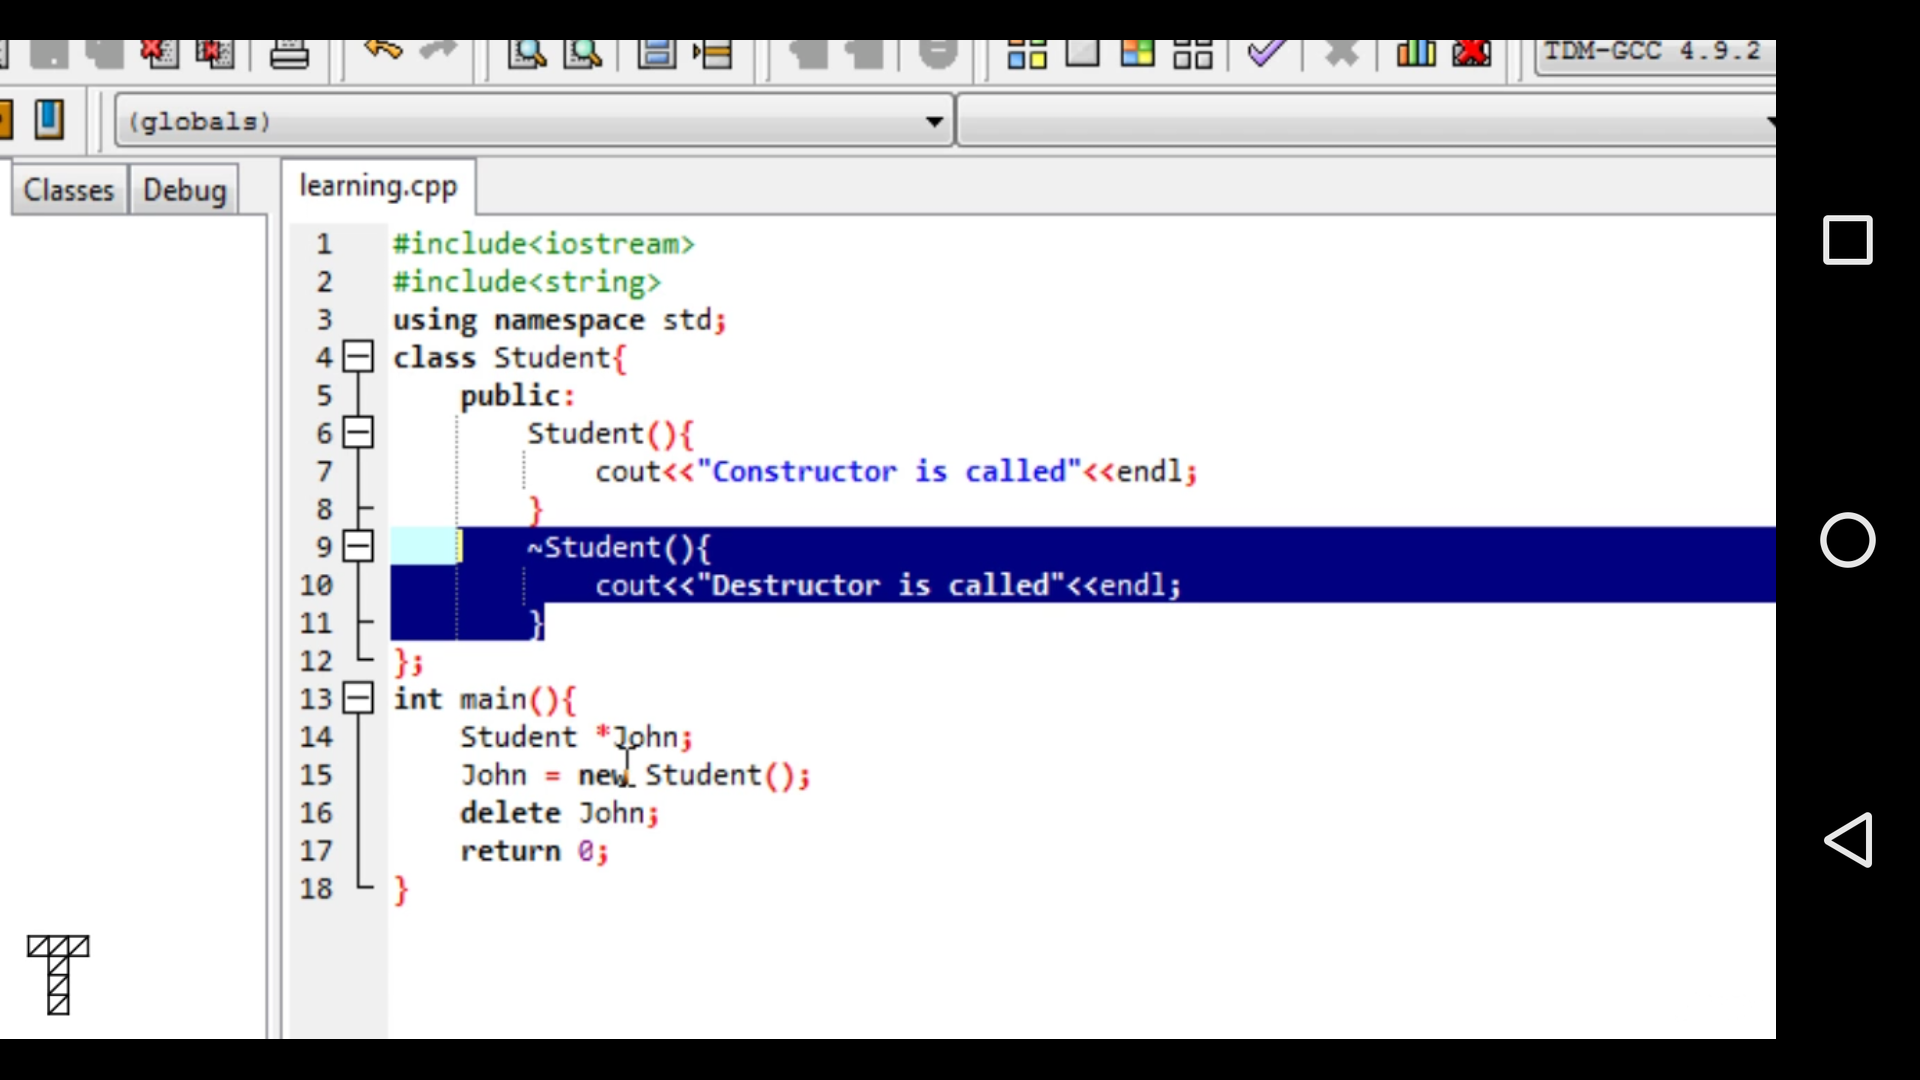 TDM-GCC 4.9.2
(globals)
Classes
Debug
learning.cpp
1 #include<iostream>
2 #include<string>
3 using namespace std;
4 class Student{
5 public:
6 Student(){
7 cout<<"Constructor is called"<<endl;
8 }
9 ~Student(){
10 cout<<"Destructor is called"<<endl;
11 }
12 };
13 int main(){
14 Student *John;
15 John = new Student();
16 delete John;
17 return 0;
18 }
T